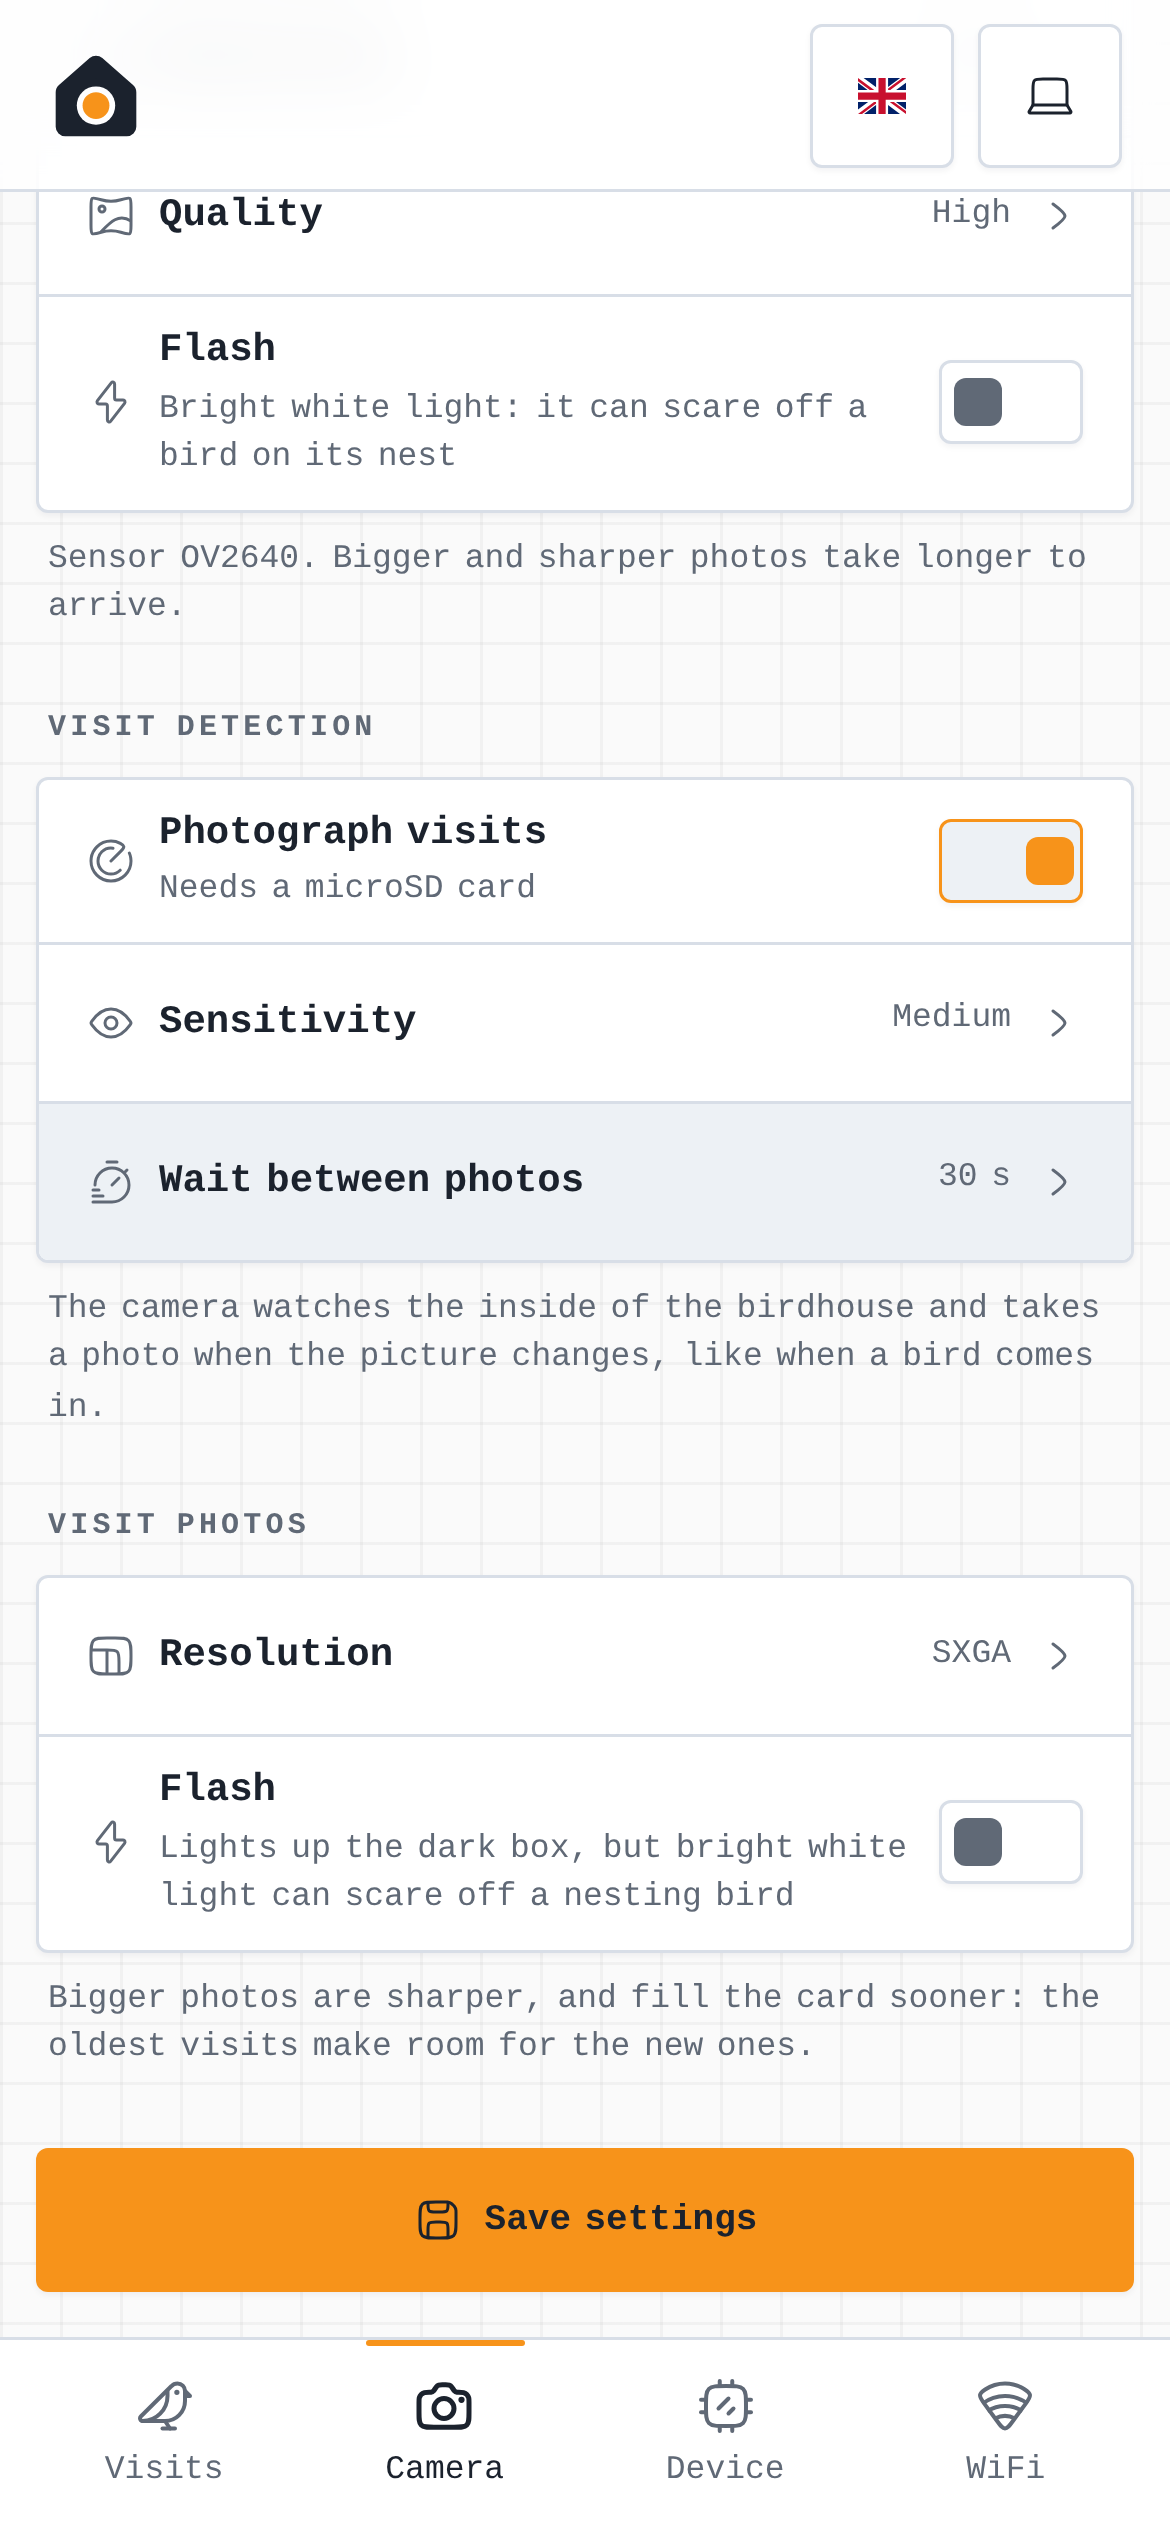 Quality
High
Flash
Bright white light: it can scare off a
bird on its nest
Sensor OV2640. Bigger and sharper photos take longer to
arrive.
VISIT DETECTION
Photograph visits
Needs a microSD card
Sensitivity
Medium
Wait between photos
30 s
The camera watches the inside of the birdhouse and takes
a photo when the picture changes, like when a bird comes
in.
VISIT PHOTOS
Resolution
SXGA
Flash
Lights up the dark box, but bright white
light can scare off a nesting bird
Bigger photos are sharper, and fill the card sooner: the
oldest visits make room for the new ones.
Save settings
Visits
Camera
Device
WiFi